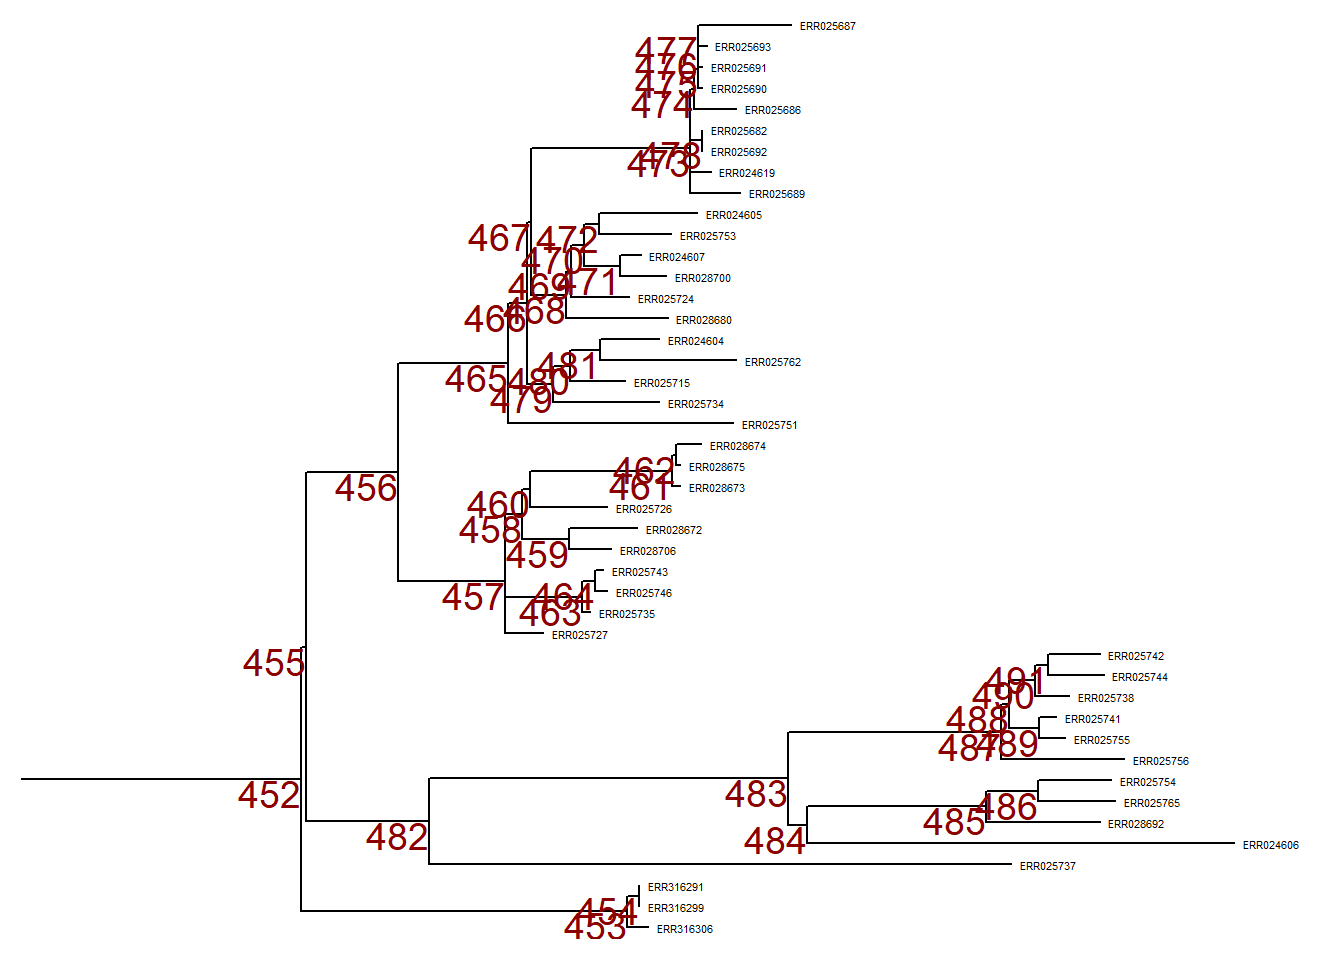 ERR025687
477 ERR025693
476 ERR025691
475 ERR025690
474 ERR025686
ERR025682
478 ERR025692
473 ERR024619
ERR025689
ERR024605
467 472 ERR025753
470 ERR024607
469 471 ERR028700
ERR025724
466 468 ERR028680
ERR024604
481 ERR025762
465 480 ERR025715
479 ERR025734
ERR025751
ERR028674
462 ERR028675
456 461 ERR028673
460 ERR025726
458 ERR028672
459 ERR028706
ERR025743
457 464 ERR025746
463 ERR025735
ERR025727
455 ERR025742
491 ERR025744
490 ERR025738
488 ERR025741
487 489 ERR025755
ERR025756
452 483 ERR025754
486 ERR025765
485 ERR028692
482 484 ERR024606
ERR025737
ERR316291
454 ERR316299
453 ERR316306